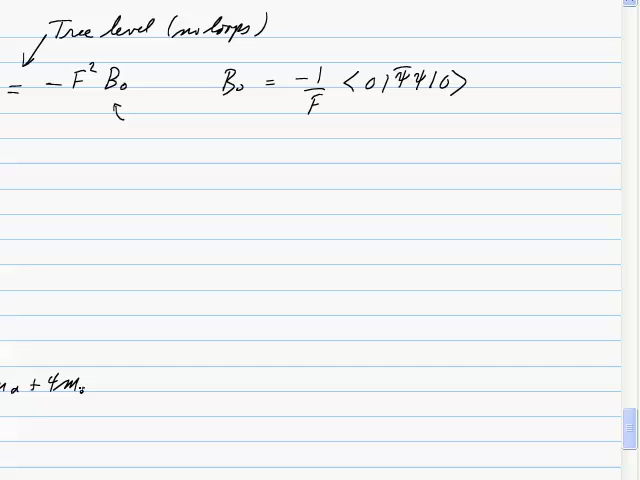 Tree level (no loops)
= - F² B₀ B₀ = -1/F <0|Ψ̄Ψ|0>
+ 4m